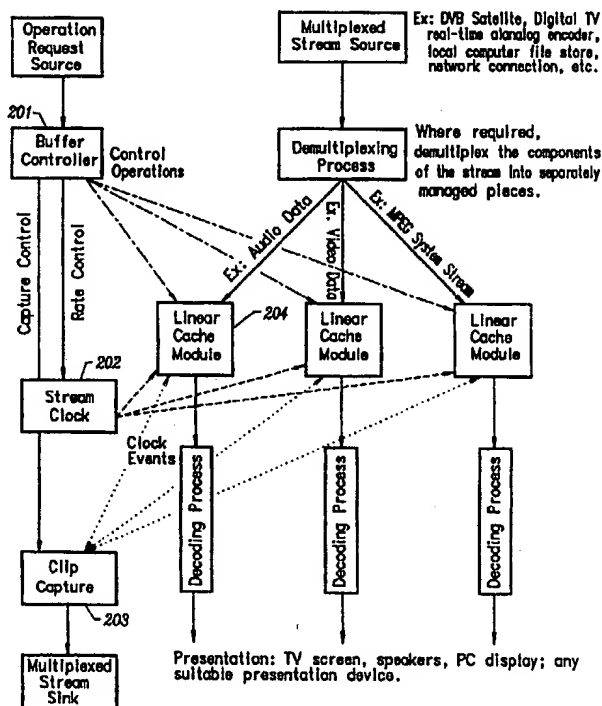 Operation
Request
Source
Multiplexed
Stream Source
Ex: DVB Satelite, Digital TV
real-time alanalog encoder,
local computer file store,
network connection, etc.
201
Buffer
Controller
Control
Operations
Demultiplexing
Process
Where required,
demultiplex the components
of the stream into separately
managed pieces.
Capture Control
Rate Control
Ex: Audio Data
Ex. Video
Data
Ex: MPEG System Stream
Linear
Cache
Module
204
Linear
Cache
Module
Linear
Cache
Module
202
Stream
Clock
Clock
Events
Decoding Process
Decoding Process
Decoding Process
Clip
Capture
203
Multiplexed
Stream
Sink
Presentation: TV screen, speakers, PC display; any
suitable presentation device.